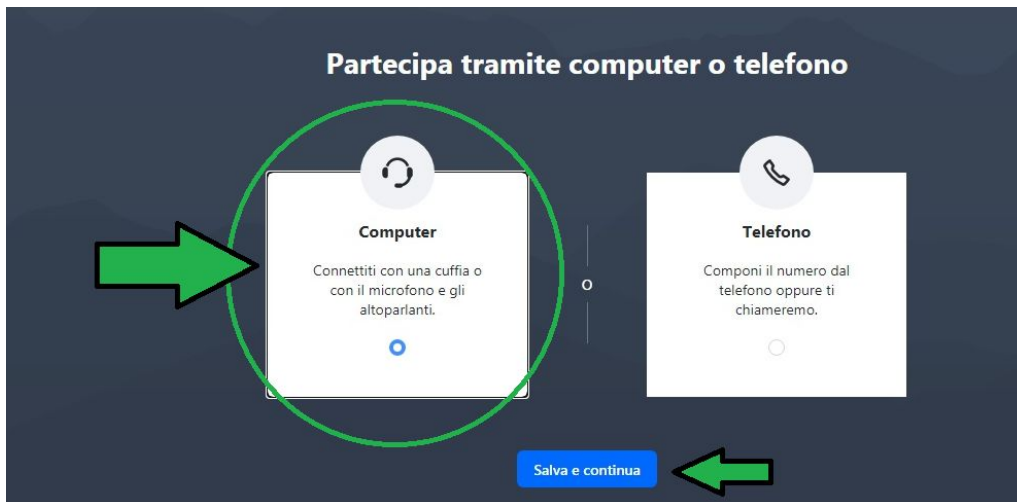 Partecipa tramite computer o telefono
Computer
Connettiti con una cuffia o
con il microfono e gli
altoparlanti.
o
Telefono
Componi il numero dal
telefono oppure ti
chiameremo.
Salva e continua